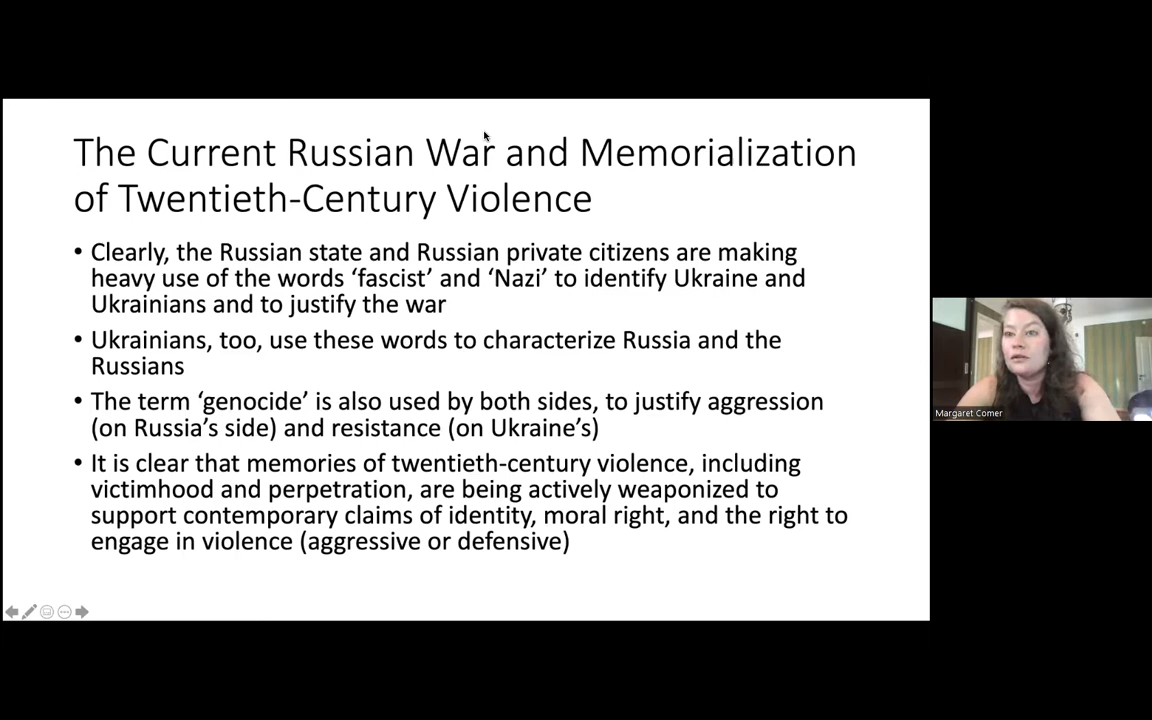 The Current Russian War and Memorialization
of Twentieth-Century Violence
• Clearly, the Russian state and Russian private citizens are making
heavy use of the words ‘fascist’ and ‘Nazi’ to identify Ukraine and
Ukrainians and to justify the war
• Ukrainians, too, use these words to characterize Russia and the
Russians
• The term ‘genocide’ is also used by both sides, to justify aggression
(on Russia’s side) and resistance (on Ukraine’s)
• It is clear that memories of twentieth-century violence, including
victimhood and perpetration, are being actively weaponized to
support contemporary claims of identity, moral right, and the right to
engage in violence (aggressive or defensive)
Margaret Comer